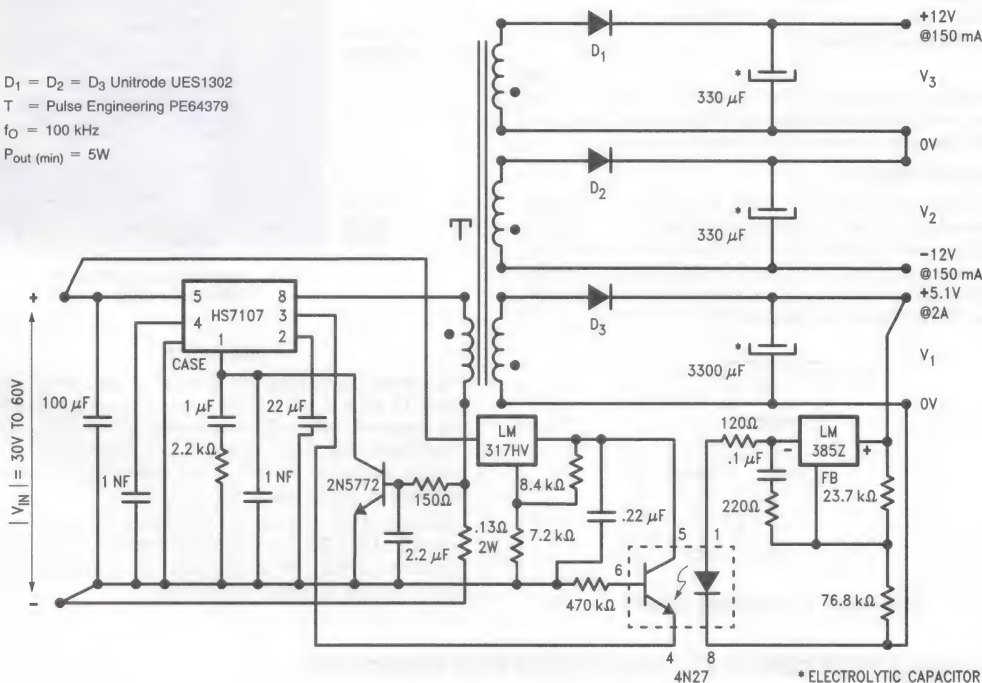 D1 = D2 = D3 Unitrode UES1302
T = Pulse Engineering PE64379
fO = 100 kHz
Pout (min) = 5W
D1
* 330 µF
+12V
@150 mA
V3
0V
D2
* 330 µF
V2
-12V
@150 mA
T
+5.1V
@2A
D3
* 3300 µF
V1
0V
+
-
|VIN| = 30V TO 60V
5
4
8
3
2
1
HS7107
CASE
100 µF
1 NF
1 µF
2.2 kΩ
1 NF
22 µF
2N5772
150Ω
2.2 µF
.13Ω
2W
LM
317HV
8.4 kΩ
7.2 kΩ
.22 µF
470 kΩ
6
5
1
4
8
4N27
120Ω
.1 µF
220Ω
LM
385Z
-
+
FB
23.7 kΩ
76.8 kΩ
* ELECTROLYTIC CAPACITOR